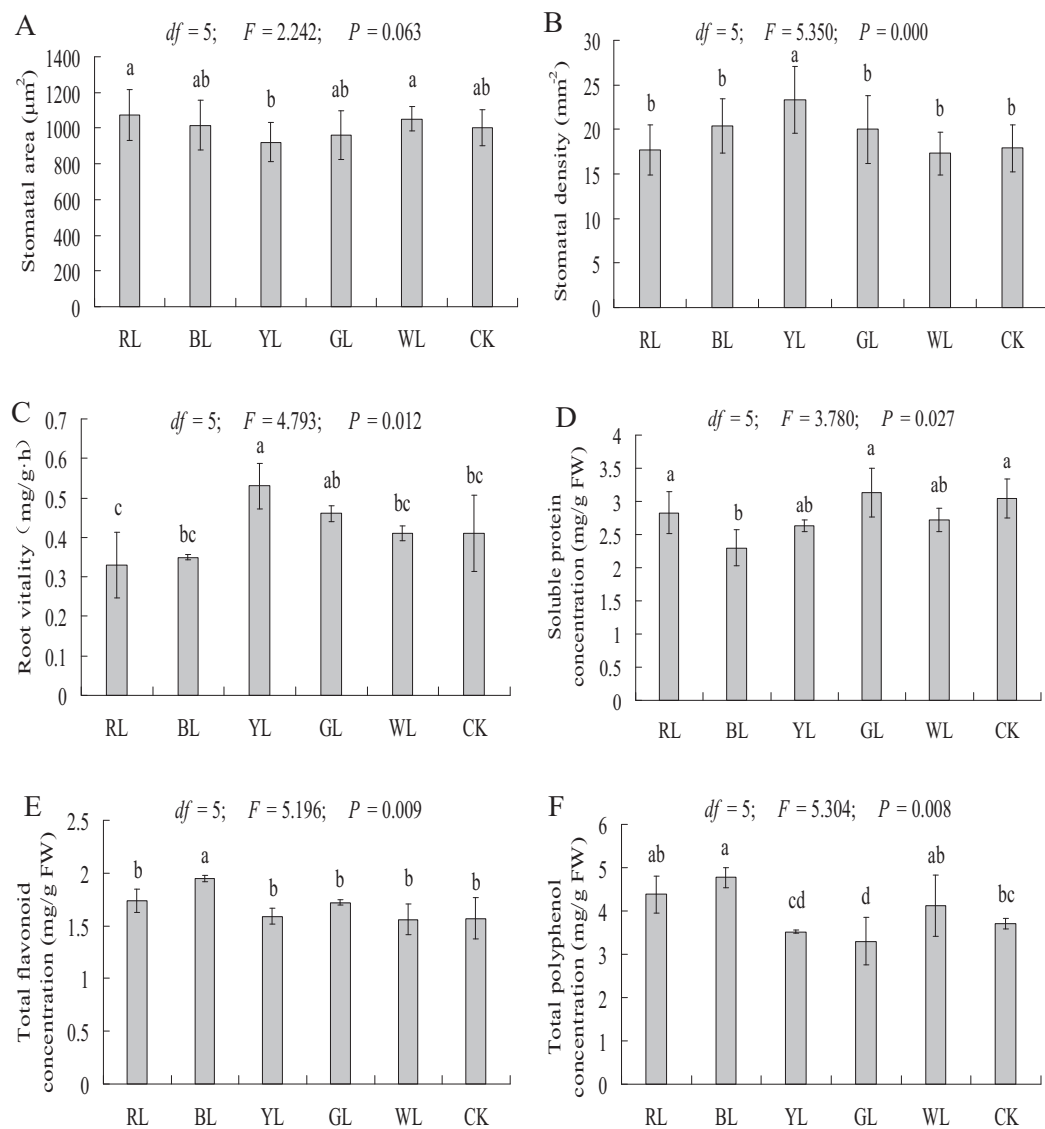 A
df = 5; F = 2.242; P = 0.063
Stomatal area (μm²)
1400
1200
1000
800
600
400
200
0
a
ab
b
ab
a
ab
RL BL YL GL WL CK
B
df = 5; F = 5.350; P = 0.000
Stomatal density (mm⁻²)
30
25
20
15
10
5
0
b
b
a
b
b
b
RL BL YL GL WL CK
C
df = 5; F = 4.793; P = 0.012
Root vitality（mg/g·h）
0.7
0.6
0.5
0.4
0.3
0.2
0.1
0
c
bc
a
ab
bc
bc
RL BL YL GL WL CK
D
df = 5; F = 3.780; P = 0.027
Soluble protein
concentration (mg/g FW)
4
3.5
3
2.5
2
1.5
1
0.5
0
a
b
ab
a
ab
a
RL BL YL GL WL CK
E
df = 5; F = 5.196; P = 0.009
Total flavonoid
concentration (mg/g FW)
2.5
2
1.5
1
0.5
0
b
a
b
b
b
b
RL BL YL GL WL CK
F
df = 5; F = 5.304; P = 0.008
Total polyphenol
concentration (mg/g FW)
6
5
4
3
2
1
0
ab
a
cd
d
ab
bc
RL BL YL GL WL CK